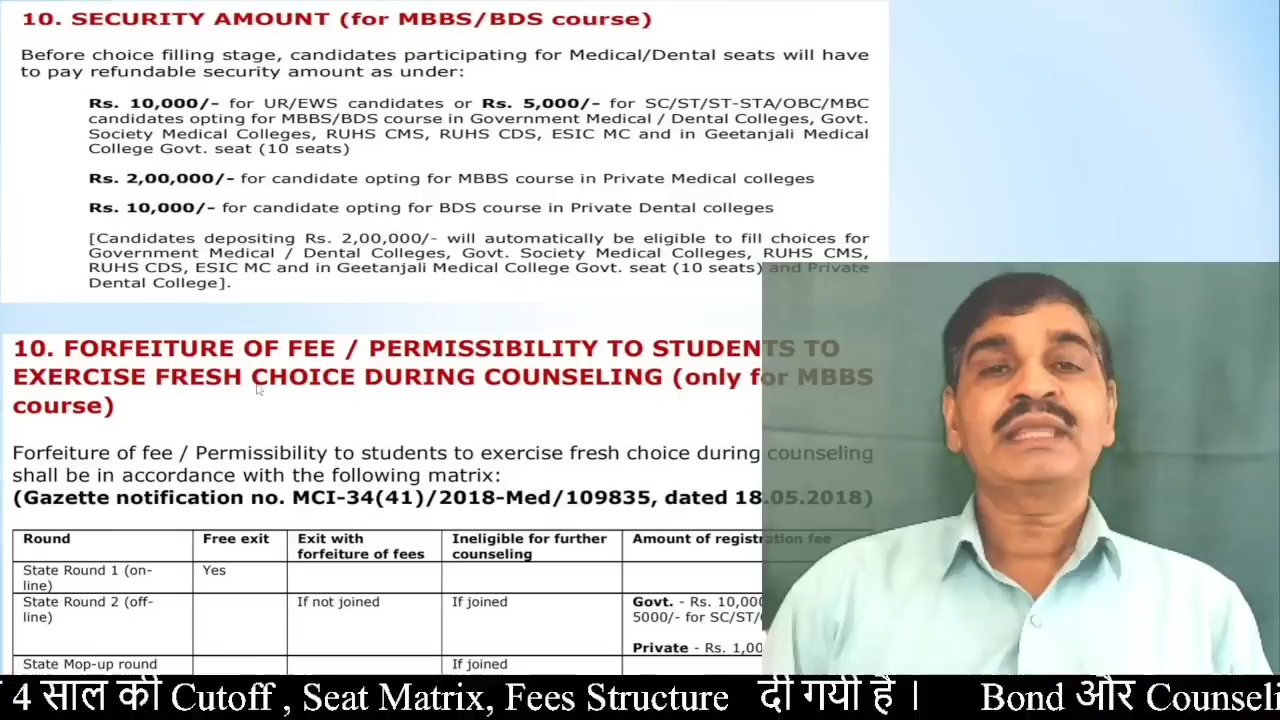 10. SECURITY AMOUNT (for MBBS/BDS course)
Before choice filling stage, candidates participating for Medical/Dental seats will have
to pay refundable security amount as under:
Rs. 10,000/- for UR/EWS candidates or Rs. 5,000/- for SC/ST/ST-STA/OBC/MBC
candidates opting for MBBS/BDS course in Government Medical / Dental Colleges, Govt.
Society Medical Colleges, RUHS CMS, RUHS CDS, ESIC MC and in Geetanjali Medical
College Govt. seat (10 seats)
Rs. 2,00,000/- for candidate opting for MBBS course in Private Medical colleges
Rs. 10,000/- for candidate opting for BDS course in Private Dental colleges
[Candidates depositing Rs. 2,00,000/- will automatically be eligible to fill choices for
Government Medical / Dental Colleges, Govt. Society Medical Colleges, RUHS CMS,
RUHS CDS, ESIC MC and in Geetanjali Medical College Govt. seat (10 seats) and Private
Dental College].
10. FORFEITURE OF FEE / PERMISSIBILITY TO STUDENTS TO
EXERCISE FRESH CHOICE DURING COUNSELING (only for MBBS
course)
Forfeiture of fee / Permissibility to students to exercise fresh choice during counseling
shall be in accordance with the following matrix:
(Gazette notification no. MCI-34(41)/2018-Med/109835, dated 18.05.2018)
Round Free exit Exit with Ineligible for further Amount of registration fee
forfeiture of fees counseling
State Round 1 (on- Yes
line)
State Round 2 (off- If not joined If joined Govt. - Rs. 10,000
line) 5000/- for SC/ST/
Private - Rs. 1,00
State Mop-up round If joined
4 साल की Cutoff , Seat Matrix, Fees Structure दी गयी है । Bond और Counseli